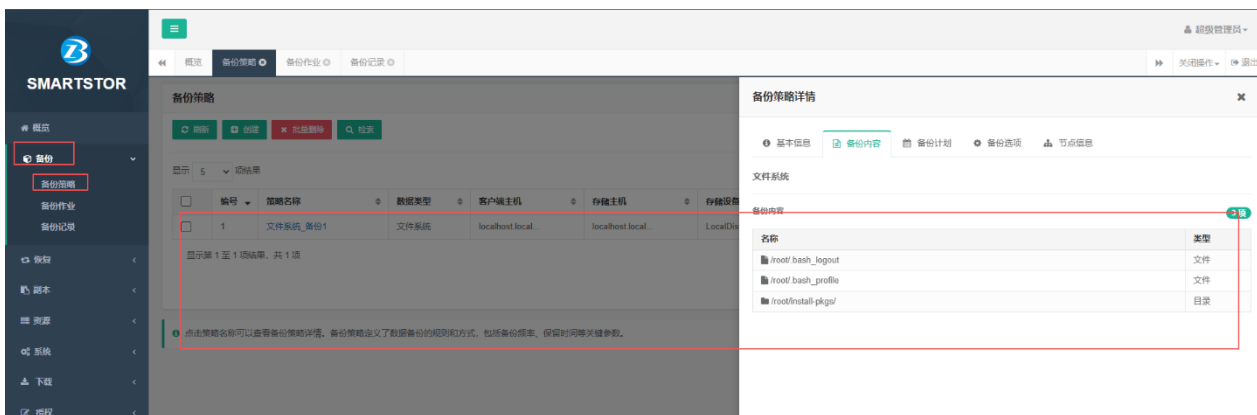 SMARTSTOR
概览
备份
备份策略
备份作业
备份记录
恢复
副本
资源
系统
下载
授权
超级管理员
概览 备份策略 备份作业 备份记录 关闭操作 退出
备份策略
刷新 创建 批量删除 检索
显示 5 项结果
编号 策略名称 数据类型 客户端主机 存储主机 存储设备
1 文件系统_备份1 文件系统 localhost.local... localhost.local... LocalDis
显示第 1 至 1 项结果，共 1 项
点击策略名称可以查看备份策略详情。备份策略定义了数据备份的规则和方式，包括备份频率、保留时间等关键参数。
备份策略详情
基本信息 备份内容 备份计划 备份选项 节点信息
文件系统
备份内容 3 项
名称 类型
/root/.bash_logout 文件
/root/.bash_profile 文件
/root/install-pkgs/ 目录